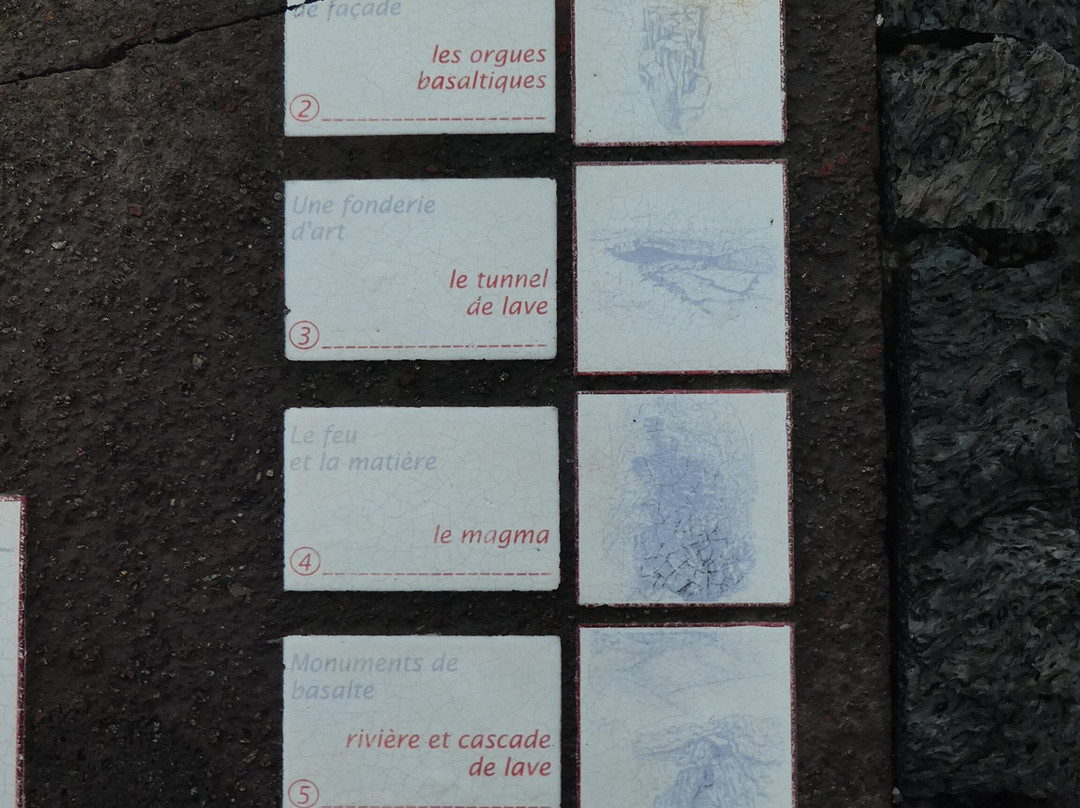 de façade
les orgues
basaltiques
2
Une fonderie
d'art
le tunnel
de lave
3
Le feu
et la matière
le magma
4
Monuments de
basalte
rivière et cascade
de lave
5